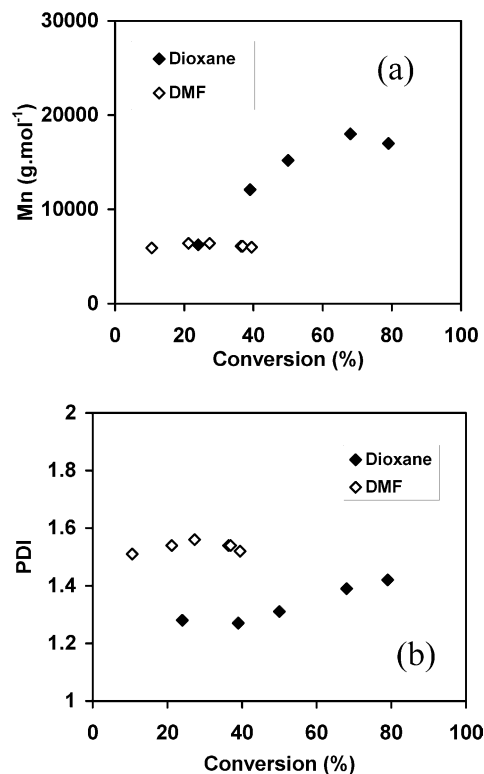 30000
Dioxane
(a)
DMF
20000
Mn (g.mol-1)
10000
0
0 20 40 60 80 100
Conversion (%)
2
Dioxane
1.8
DMF
1.6
PDI
1.4
1.2
(b)
1
0 20 40 60 80 100
Conversion (%)